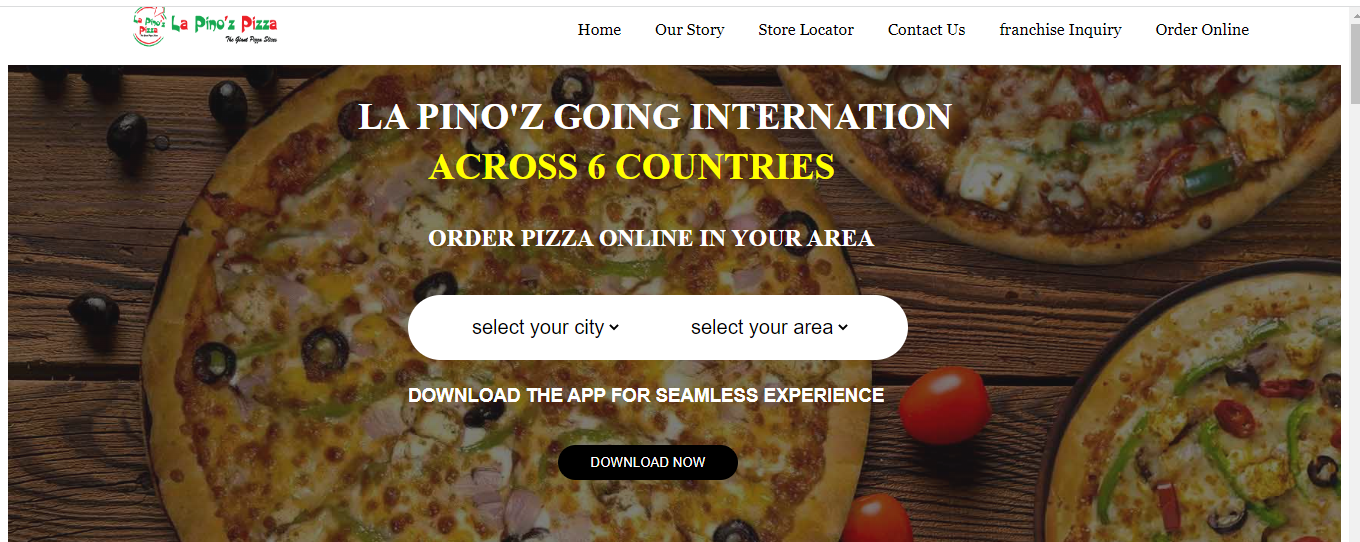 La Pino'z Pizza
La Pino'z Pizza
The Giant Pizza Slices
Home Our Story Store Locator Contact Us franchise Inquiry Order Online
LA PINO'Z GOING INTERNATION
ACROSS 6 COUNTRIES
ORDER PIZZA ONLINE IN YOUR AREA
select your city select your area
DOWNLOAD THE APP FOR SEAMLESS EXPERIENCE
DOWNLOAD NOW